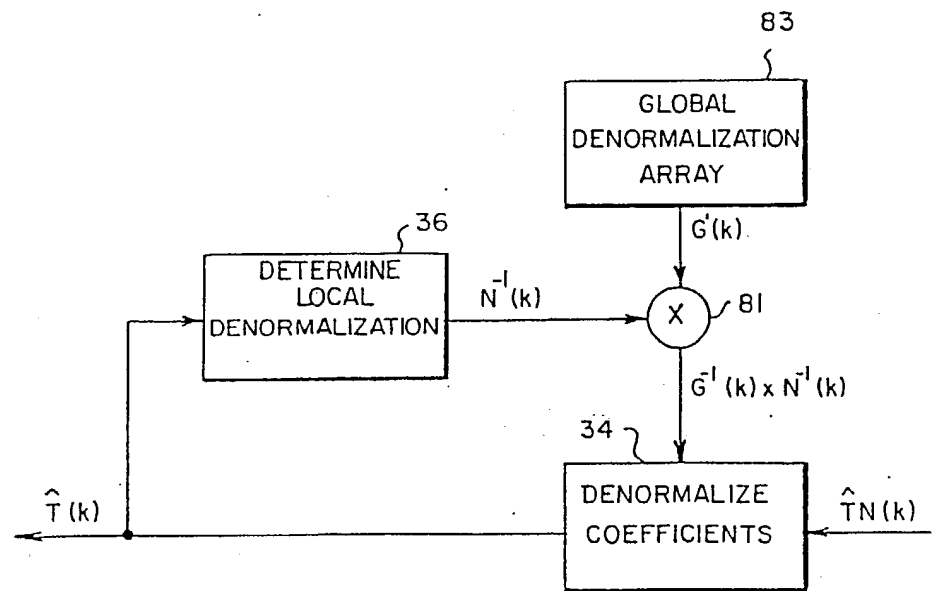 83
GLOBAL
DENORMALIZATION
ARRAY
G'(k)
36
DETERMINE
LOCAL
DENORMALIZATION
N⁻¹(k)
X
81
G⁻¹(k) x N⁻¹(k)
34
DENORMALIZE
COEFFICIENTS
T̂(k)
T̂N(k)